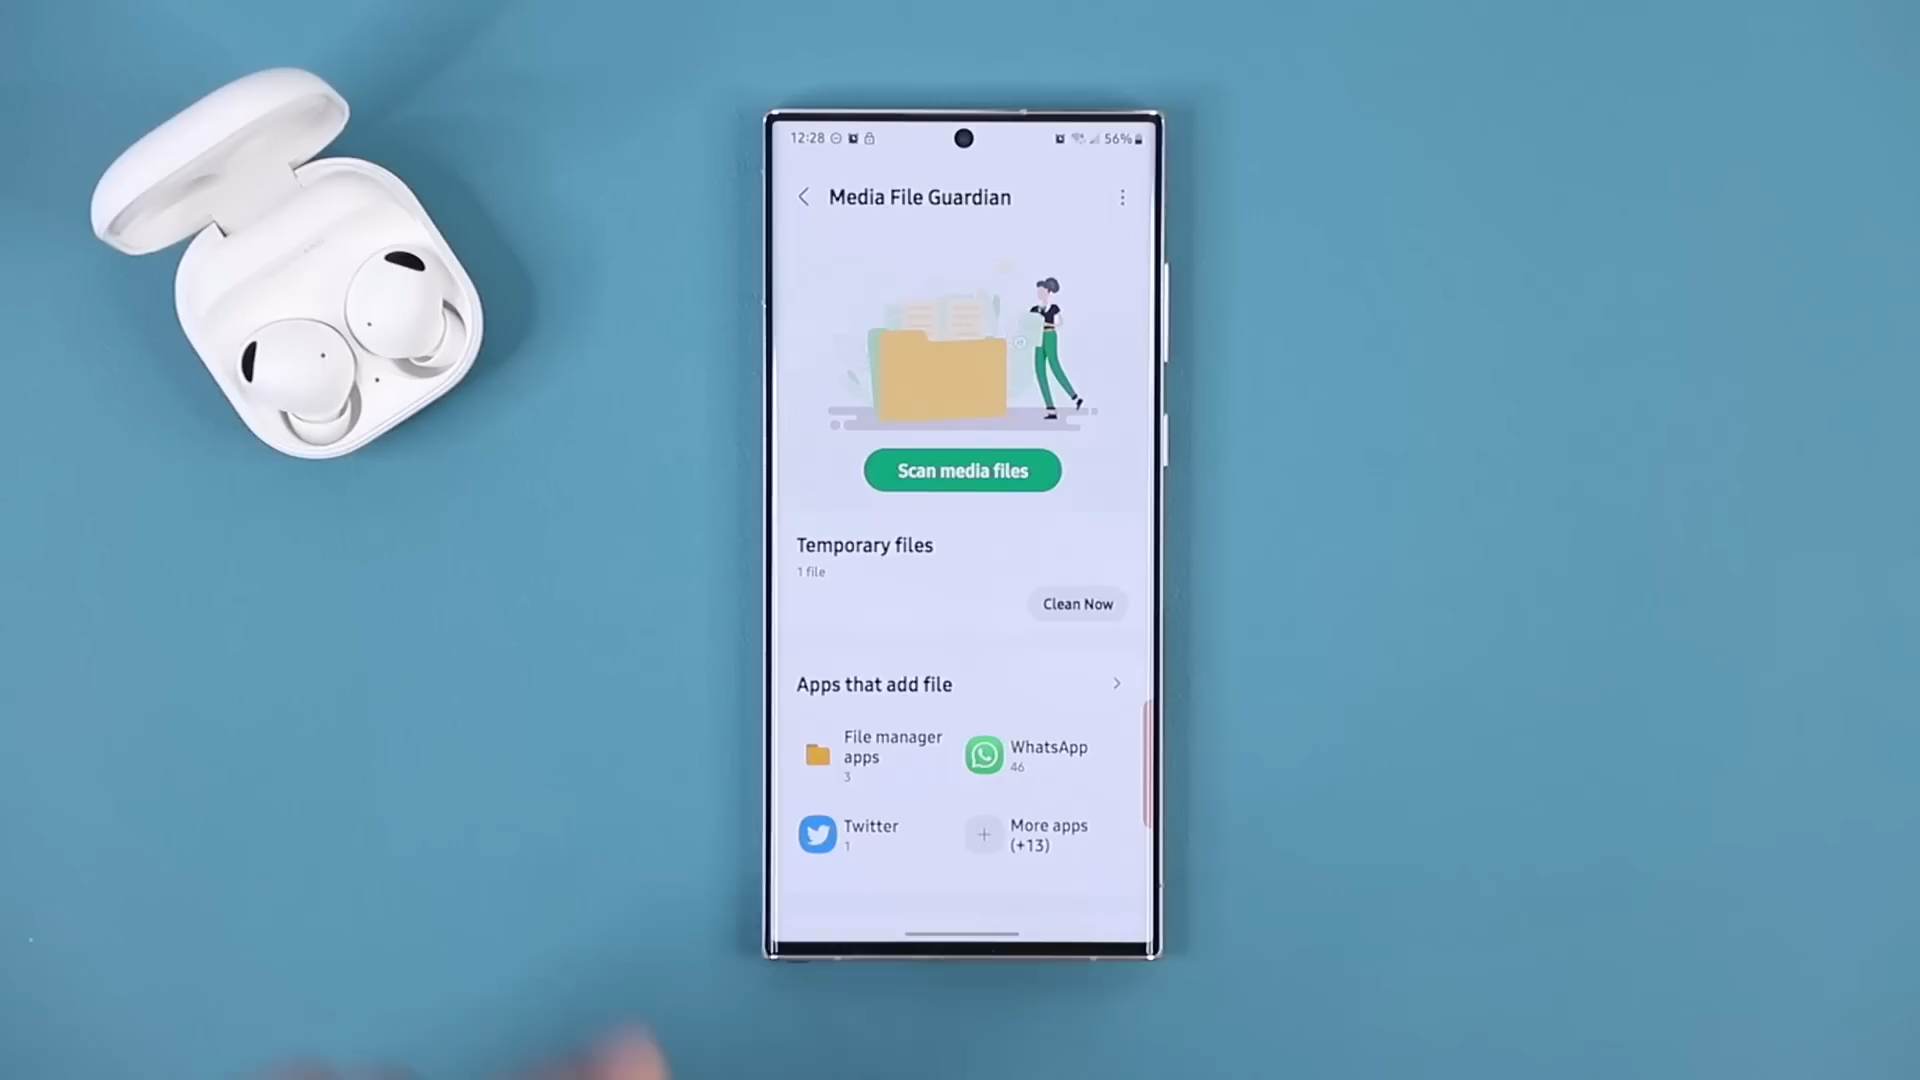 12:28
56%
Media File Guardian
Scan media files
Temporary files
1 file
Clean Now
Apps that add file
File manager
apps
3
WhatsApp
46
Twitter
1
More apps
(+13)